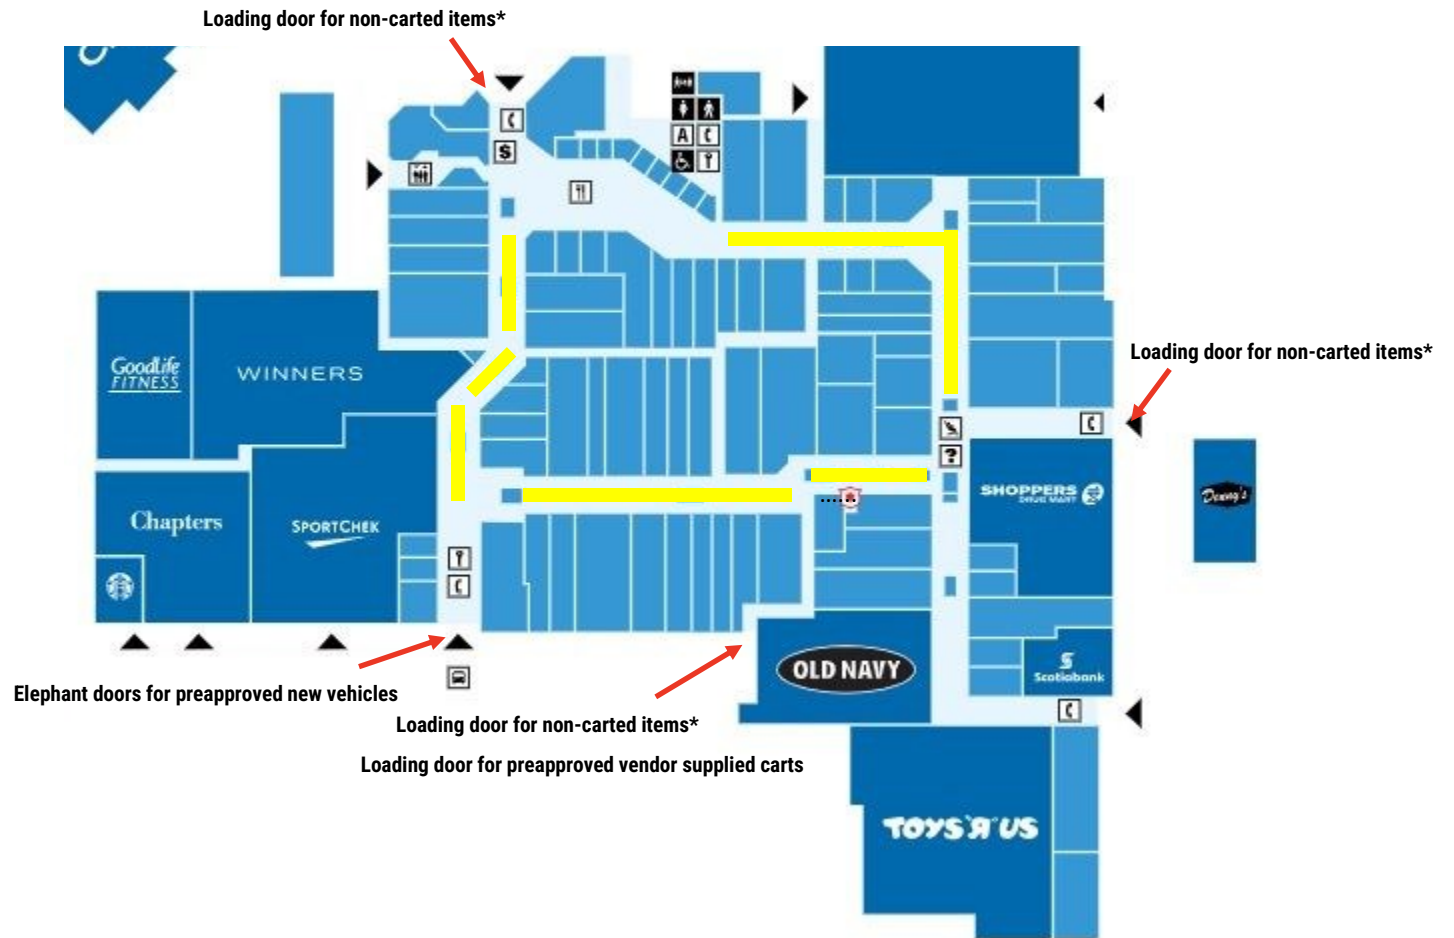 Loading door for non-carted items*
$
A
Loading door for non-carted items*
GoodLife
FITNESS
WINNERS
?
SHOPPERS
DRUG MART
Denny's
Chapters
SPORTCHEK
Elephant doors for preapproved new vehicles
OLD NAVY
S
Scotiabank
Loading door for non-carted items*
Loading door for preapproved vendor supplied carts
TOYS "R" US